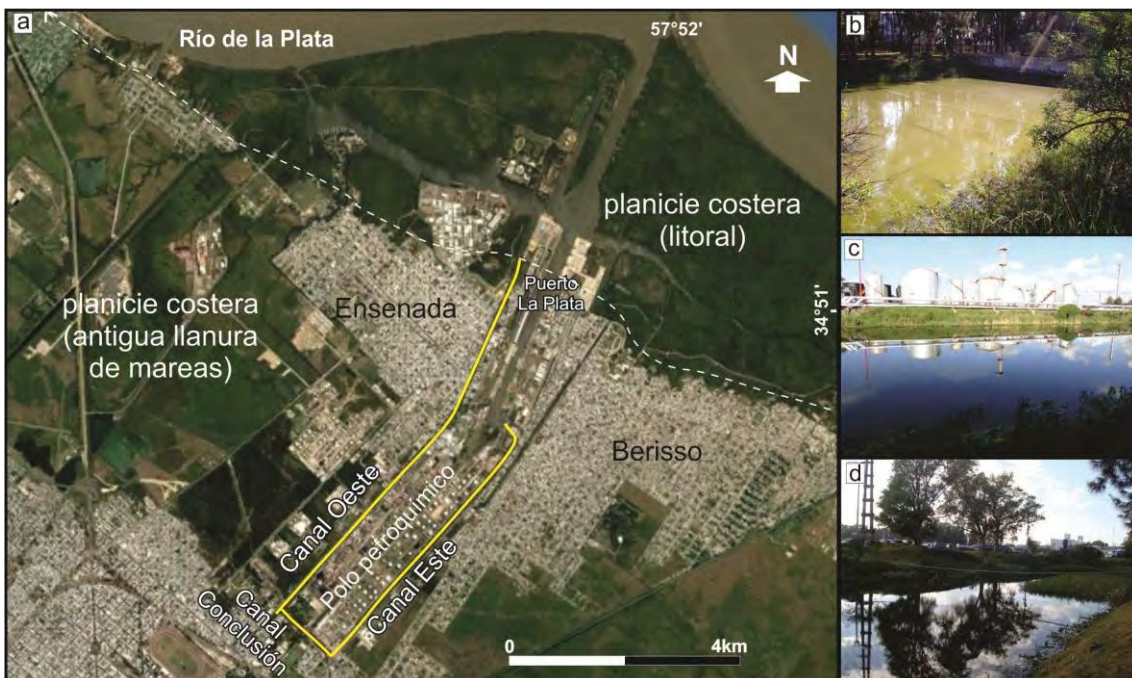 a
Río de la Plata
57°52'
N
planicie costera
(litoral)
Puerto
La Plata
34°51'
Ensenada
planicie costera
(antigua llanura
de mareas)
Berisso
Canal Oeste
Polo petroquímico
Canal Este
Canal
Conclusión
0
4km
b
c
d